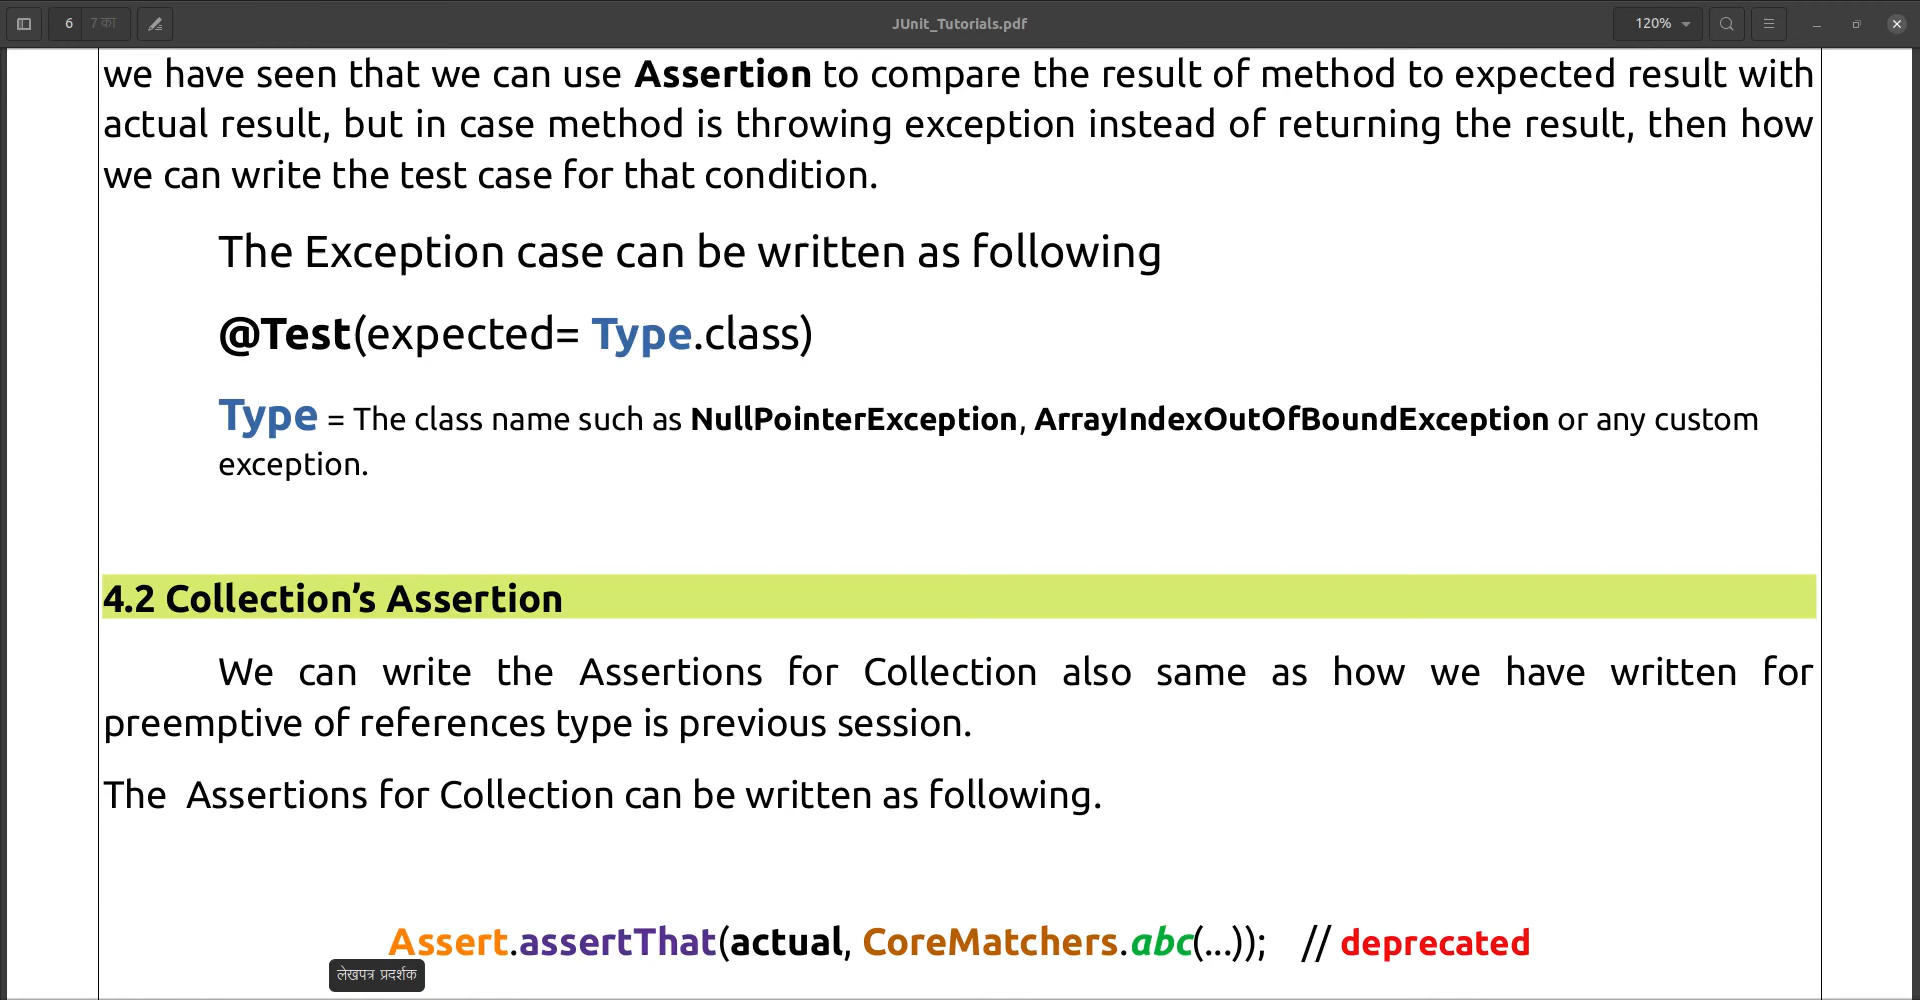 6 7 का
JUnit_Tutorials.pdf
120%
we have seen that we can use Assertion to compare the result of method to expected result with
actual result, but in case method is throwing exception instead of returning the result, then how
we can write the test case for that condition.
The Exception case can be written as following
@Test(expected= Type.class)
Type = The class name such as NullPointerException, ArrayIndexOutOfBoundException or any custom
exception.
4.2 Collection’s Assertion
We can write the Assertions for Collection also same as how we have written for
preemptive of references type is previous session.
The Assertions for Collection can be written as following.
Assert.assertThat(actual, CoreMatchers.abc(...)); // deprecated
लेखपत्र प्रदर्शक